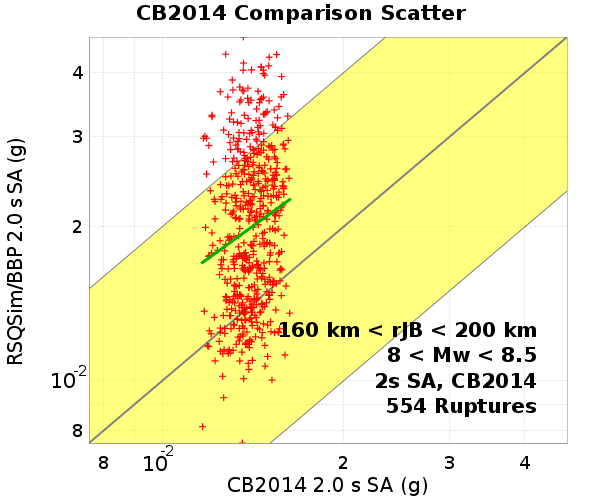 CB2014 Comparison Scatter
RSQSim/BBP 2.0 s SA (g)
4
3
2
10-2
8
160 km < rJB < 200 km
8 < Mw < 8.5
2s SA, CB2014
554 Ruptures
8 10-2 2 3 4
CB2014 2.0 s SA (g)